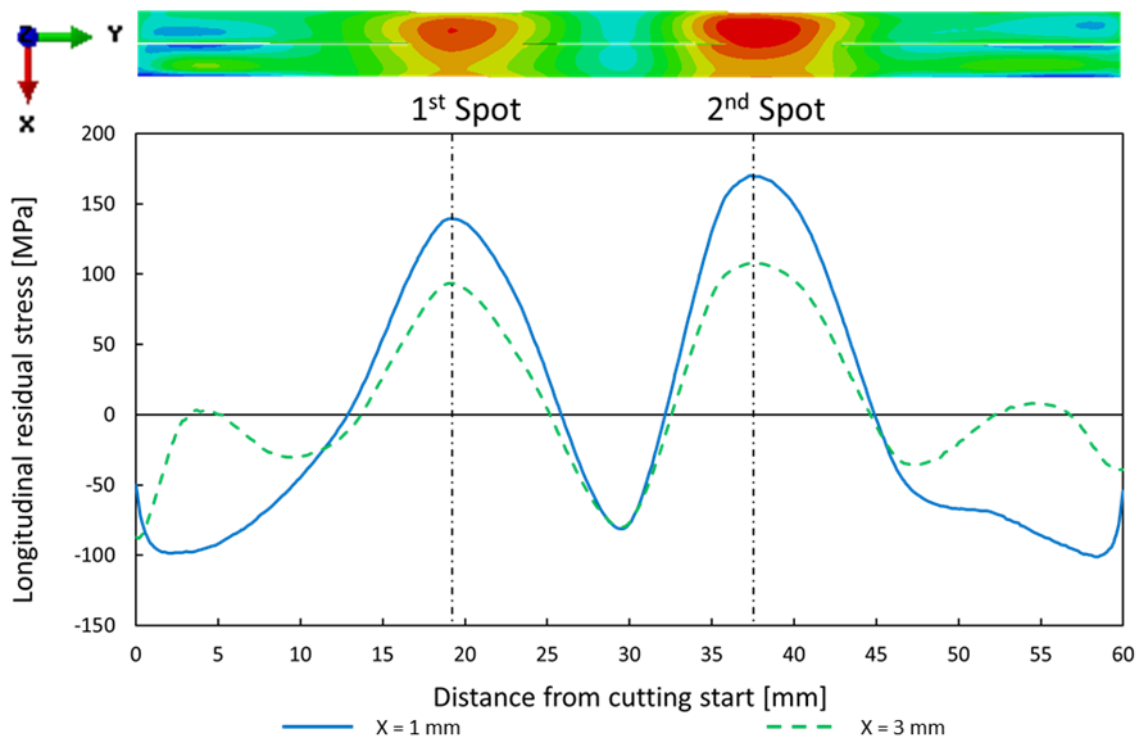 Z Y
X
1st Spot 2nd Spot
200
150
100
50
0
-50
-100
-150
Longitudinal residual stress [MPa]
0 5 10 15 20 25 30 35 40 45 50 55 60
Distance from cutting start [mm]
X = 1 mm X = 3 mm